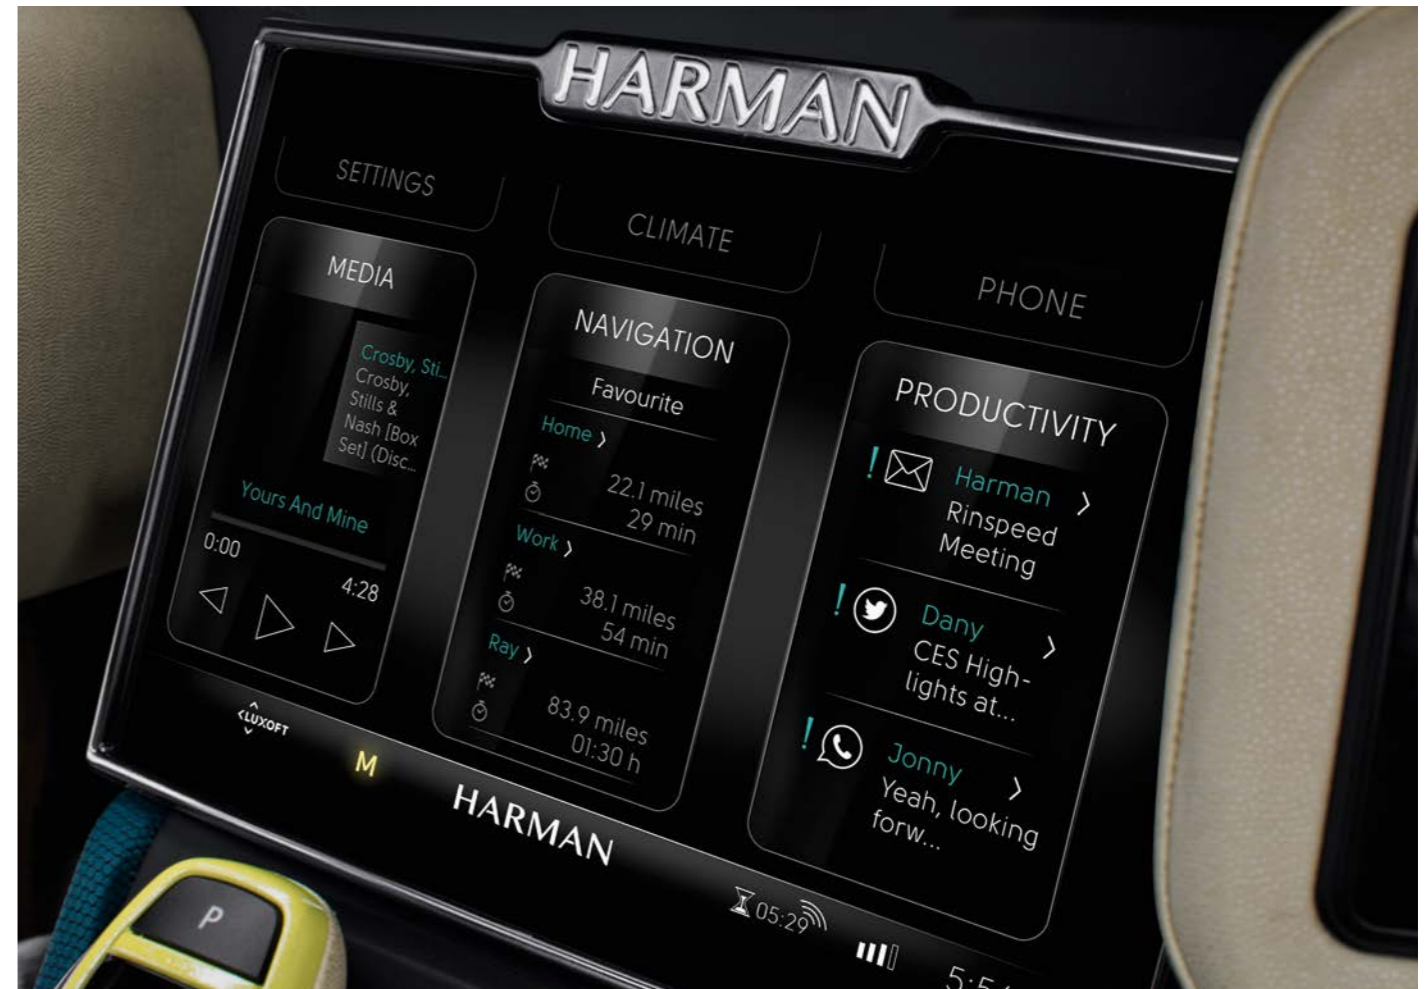 HARMAN
SETTINGS
CLIMATE
PHONE
MEDIA
Crosby, Sti...
Crosby,
Stills &
Nash [Box
Set] (Disc...
Yours And Mine
0:00
4:28
NAVIGATION
Favourite
Home >
22.1 miles
29 min
Work >
38.1 miles
54 min
Ray >
83.9 miles
01:30 h
PRODUCTIVITY
! Harman >
Rinspeed
Meeting
! Dany >
CES High-
lights at...
! Jonny >
Yeah, looking
forw...
LUXOFT
M
HARMAN
05:29
P